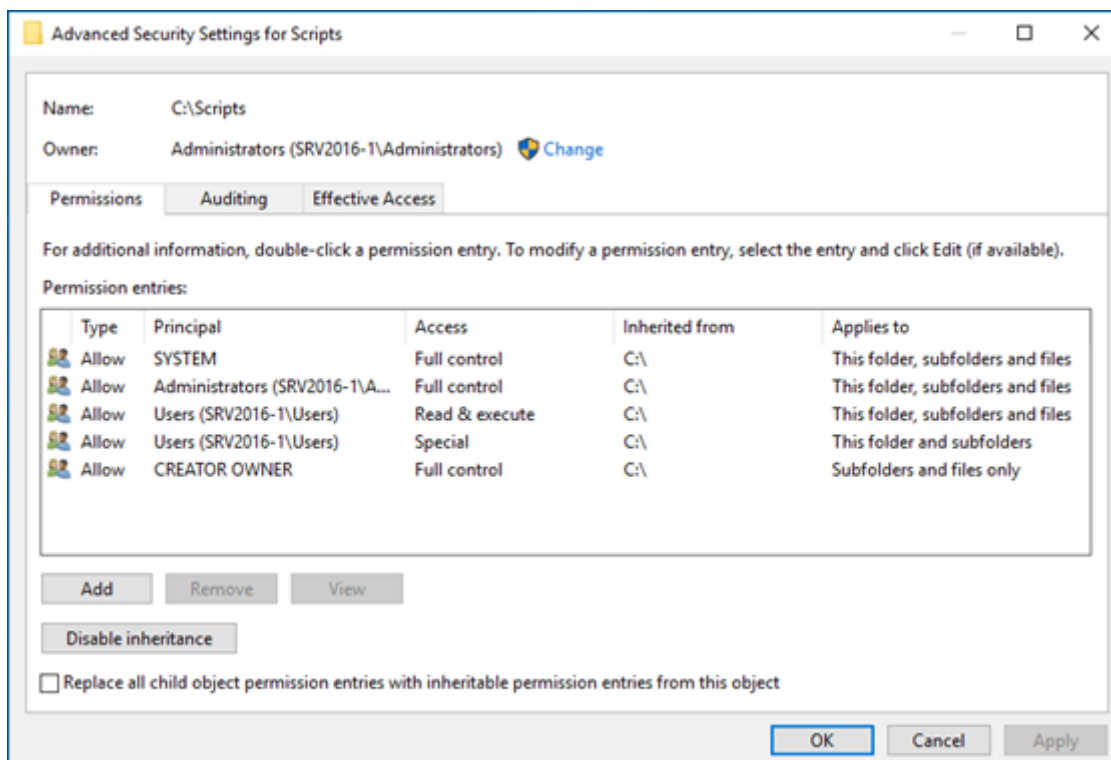 Advanced Security Settings for Scripts
Name: C:\Scripts
Owner: Administrators (SRV2016-1\Administrators) Change
Permissions Auditing Effective Access
For additional information, double-click a permission entry. To modify a permission entry, select the entry and click Edit (if available).
Permission entries:
Type Principal Access Inherited from Applies to
Allow SYSTEM Full control C:\ This folder, subfolders and files
Allow Administrators (SRV2016-1\A... Full control C:\ This folder, subfolders and files
Allow Users (SRV2016-1\Users) Read & execute C:\ This folder, subfolders and files
Allow Users (SRV2016-1\Users) Special C:\ This folder and subfolders
Allow CREATOR OWNER Full control C:\ Subfolders and files only
Add Remove View
Disable inheritance
Replace all child object permission entries with inheritable permission entries from this object
OK Cancel Apply